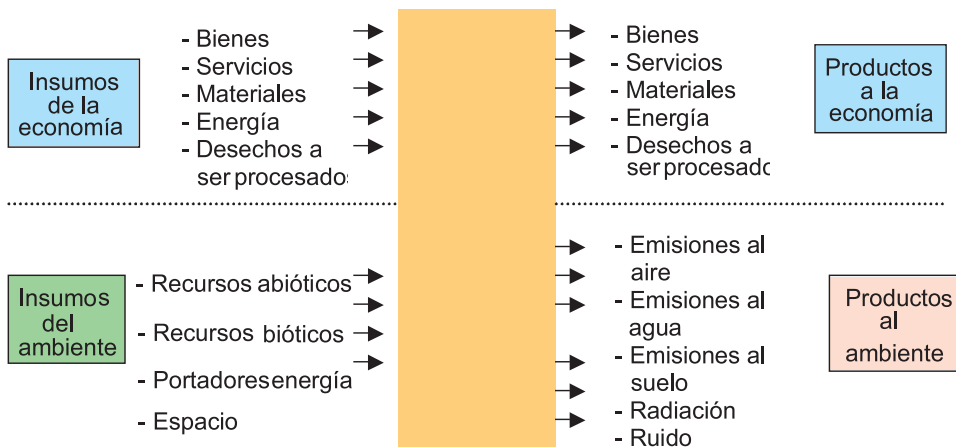 Insumos
de la
economía
- Bienes
- Servicios
- Materiales
- Energía
- Desechos a
ser procesados
- Bienes
- Servicios
- Materiales
- Energía
- Desechos a
ser procesado
Productos
a la
economía
Insumos
del
ambiente
- Recursos abióticos
- Recursos bióticos
- Portadores energía
- Espacio
- Emisiones al
aire
- Emisiones al
agua
- Emisiones al
suelo
- Radiación
- Ruido
Productos
al
ambiente